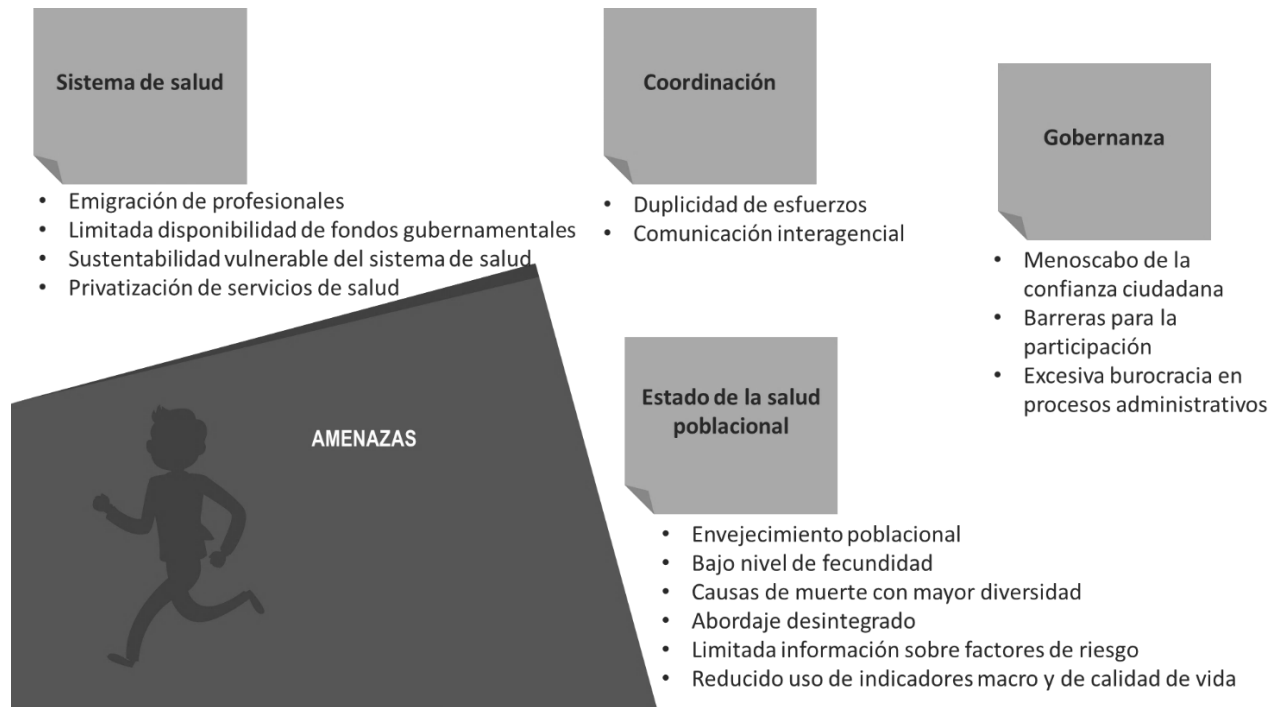 Sistema de salud
• Emigración de profesionales
• Limitada disponibilidad de fondos gubernamentales
• Sustentabilidad vulnerable del sistema de salud
• Privatización de servicios de salud
Coordinación
• Duplicidad de esfuerzos
• Comunicación interagencial
Gobernanza
• Menoscabo de la
confianza ciudadana
• Barreras para la
participación
• Excesiva burocracia en
procesos administrativos
AMENAZAS
Estado de la salud
poblacional
• Envejecimiento poblacional
• Bajo nivel de fecundidad
• Causas de muerte con mayor diversidad
• Abordaje desintegrado
• Limitada información sobre factores de riesgo
• Reducido uso de indicadores macro y de calidad de vida